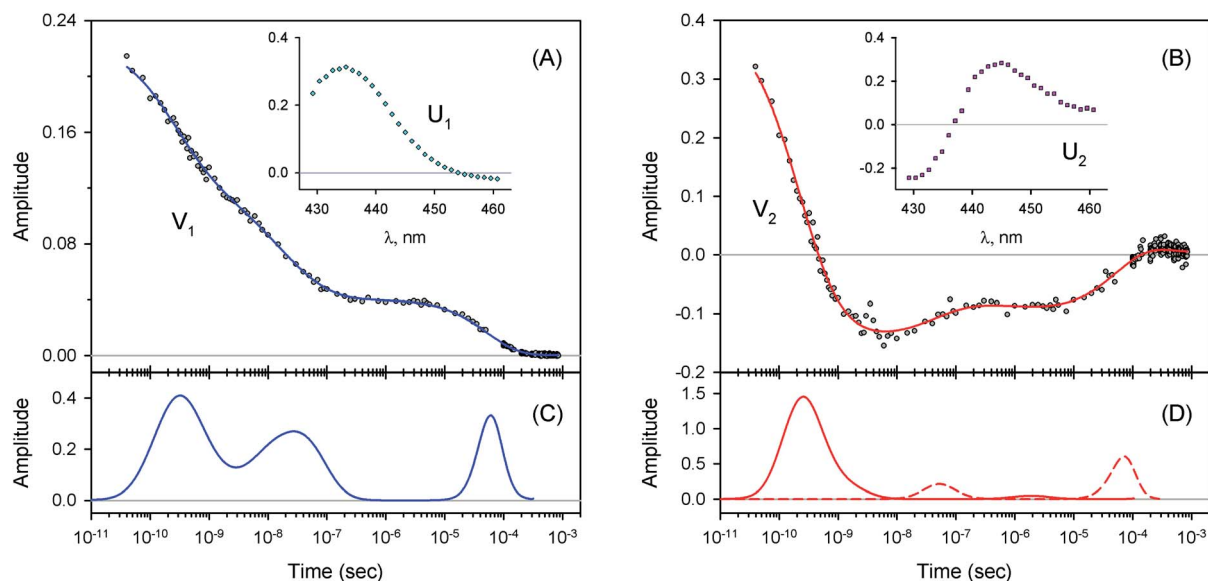 0.24
0.16
0.08
0.00
Amplitude
(A)
V1
0.4
0.2
0.0
U1
430 440 450 460
λ, nm
0.4
0.2
0.0
Amplitude
(C)
10-11 10-10 10-9 10-8 10-7 10-6 10-5 10-4 10-3
Time (sec)
0.4
0.3
0.2
0.1
0.0
-0.1
-0.2
Amplitude
(B)
V2
0.4
0.2
0.0
-0.2
U2
430 440 450 460
λ, nm
1.5
1.0
0.5
0.0
Amplitude
(D)
10-11 10-10 10-9 10-8 10-7 10-6 10-5 10-4 10-3
Time (sec)